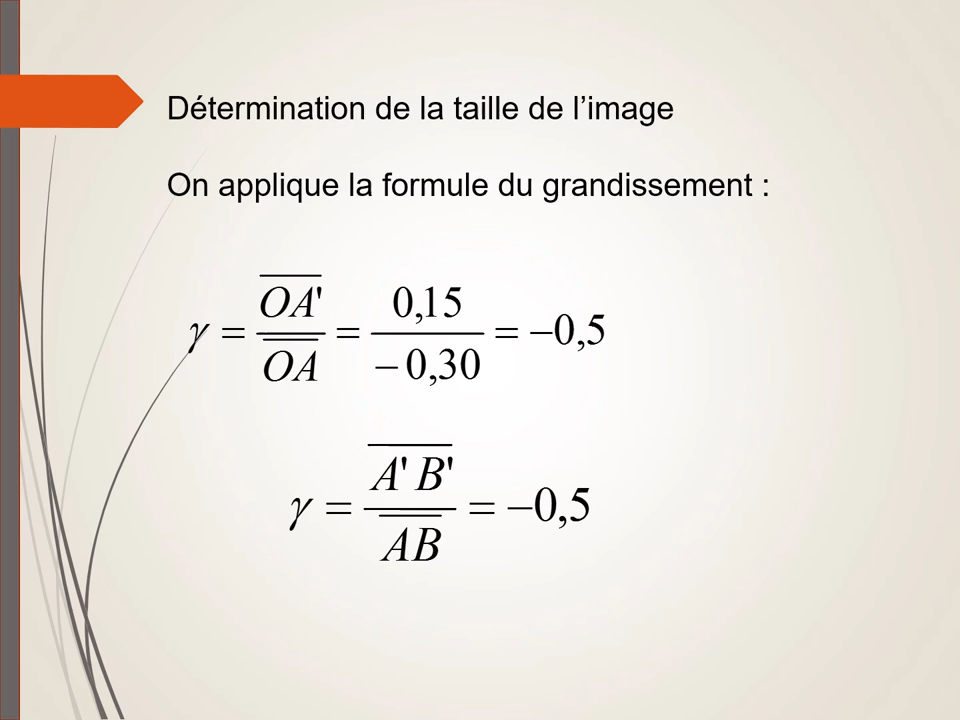 Détermination de la taille de l’image
On applique la formule du grandissement :
γ = OA' / OA = 0,15 / −0,30 = −0,5
γ = A'B' / AB = −0,5